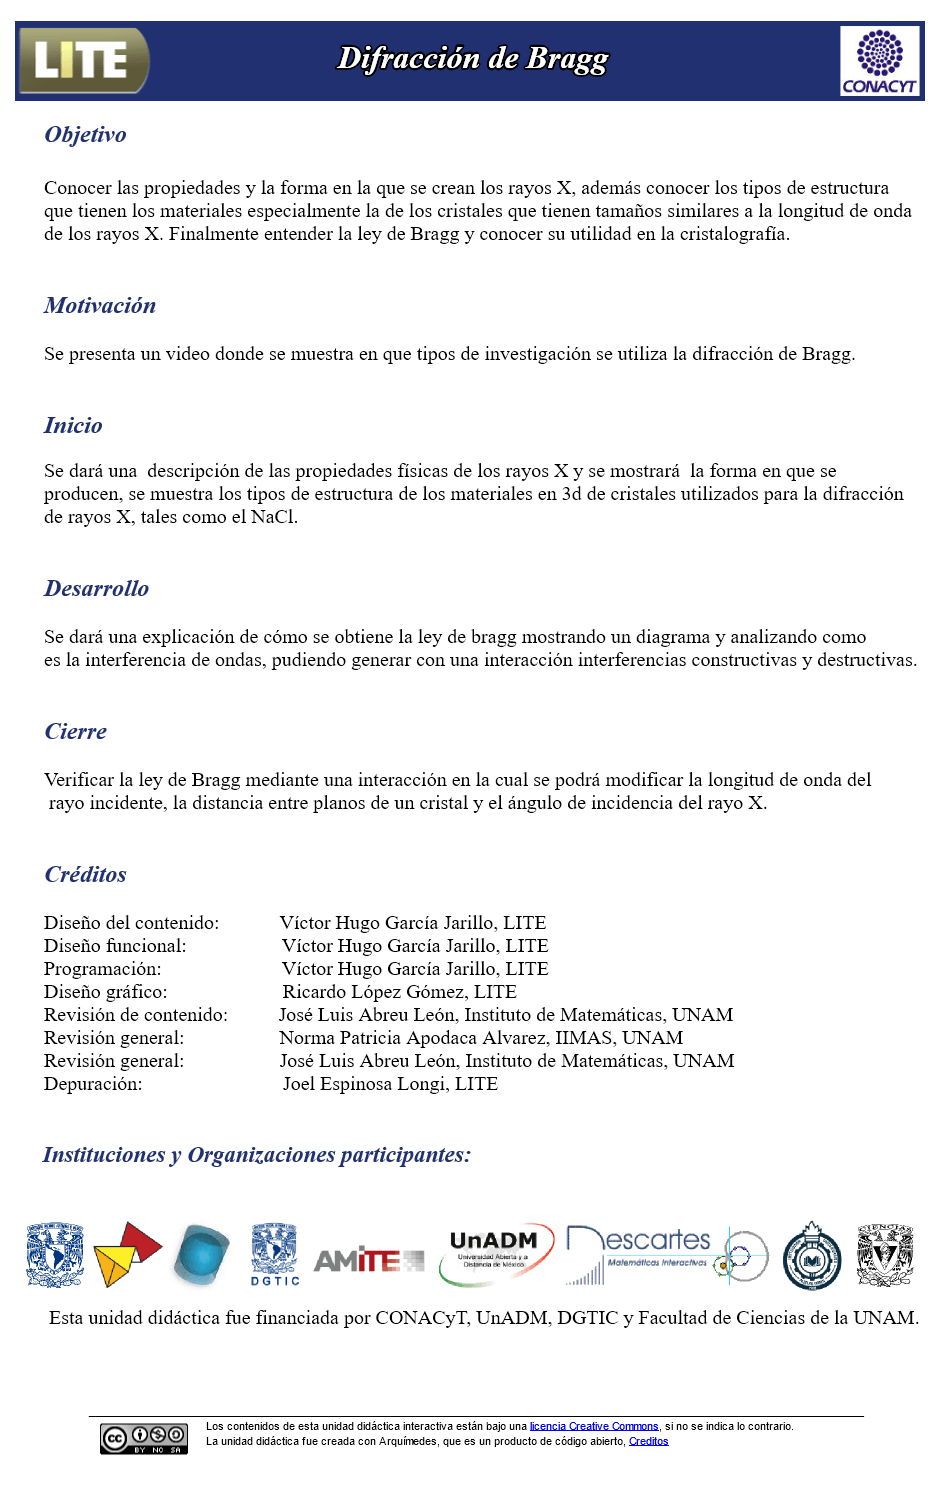 LITE
Difracción de Bragg
CONACYT
Objetivo
Conocer las propiedades y la forma en la que se crean los rayos X, además conocer los tipos de estructura
que tienen los materiales especialmente la de los cristales que tienen tamaños similares a la longitud de onda
de los rayos X. Finalmente entender la ley de Bragg y conocer su utilidad en la cristalografía.
Motivación
Se presenta un video donde se muestra en que tipos de investigación se utiliza la difracción de Bragg.
Inicio
Se dará una descripción de las propiedades físicas de los rayos X y se mostrará la forma en que se
producen, se muestra los tipos de estructura de los materiales en 3d de cristales utilizados para la difracción
de rayos X, tales como el NaCl.
Desarrollo
Se dará una explicación de cómo se obtiene la ley de bragg mostrando un diagrama y analizando como
es la interferencia de ondas, pudiendo generar con una interacción interferencias constructivas y destructivas.
Cierre
Verificar la ley de Bragg mediante una interacción en la cual se podrá modificar la longitud de onda del
rayo incidente, la distancia entre planos de un cristal y el ángulo de incidencia del rayo X.
Créditos
Diseño del contenido: Víctor Hugo García Jarillo, LITE
Diseño funcional: Víctor Hugo García Jarillo, LITE
Programación: Víctor Hugo García Jarillo, LITE
Diseño gráfico: Ricardo López Gómez, LITE
Revisión de contenido: José Luis Abreu León, Instituto de Matemáticas, UNAM
Revisión general: Norma Patricia Apodaca Alvarez, IIMAS, UNAM
Revisión general: José Luis Abreu León, Instituto de Matemáticas, UNAM
Depuración: Joel Espinosa Longi, LITE
Instituciones y Organizaciones participantes:
DGTIC
AMITE
UnADM
Universidad Abierta y a
Distancia de México
Descartes
Matemáticas Interactivas
CIENCIAS
Esta unidad didáctica fue financiada por CONACyT, UnADM, DGTIC y Facultad de Ciencias de la UNAM.
Los contenidos de esta unidad didáctica interactiva están bajo una licencia Creative Commons, si no se indica lo contrario.
La unidad didáctica fue creada con Arquímedes, que es un producto de código abierto, Creditos
cc
BY NC SA